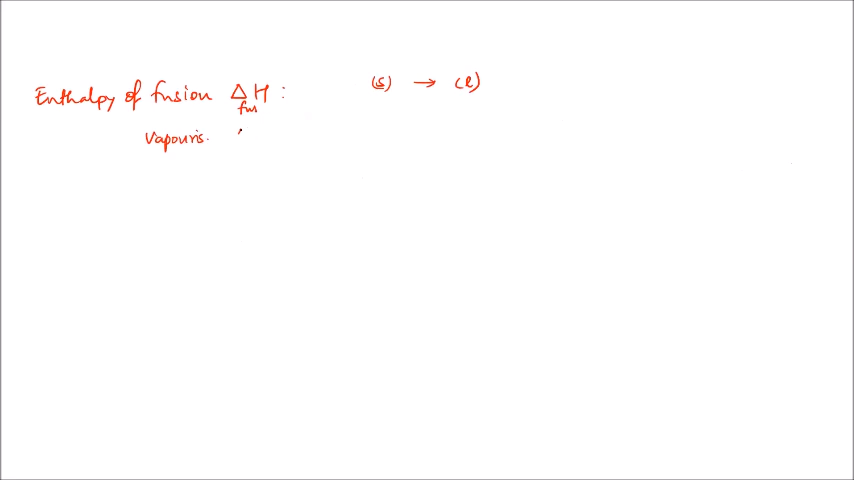 Enthalpy of fusion ΔH : (s) → (l)
fus
Vapouris.